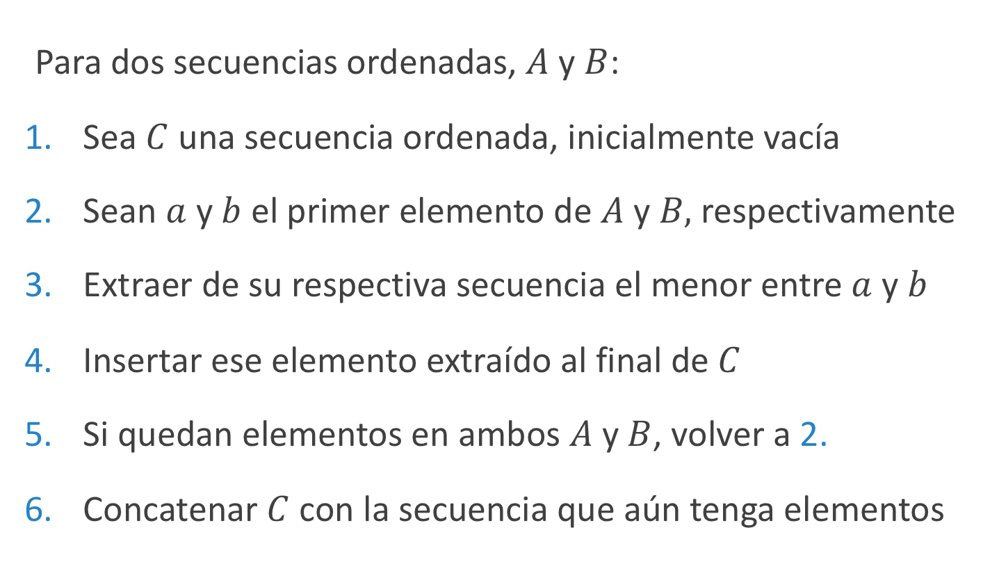 Para dos secuencias ordenadas, A y B:
1. Sea C una secuencia ordenada, inicialmente vacía
2. Sean a y b el primer elemento de A y B, respectivamente
3. Extraer de su respectiva secuencia el menor entre a y b
4. Insertar ese elemento extraído al final de C
5. Si quedan elementos en ambos A y B, volver a 2.
6. Concatenar C con la secuencia que aún tenga elementos